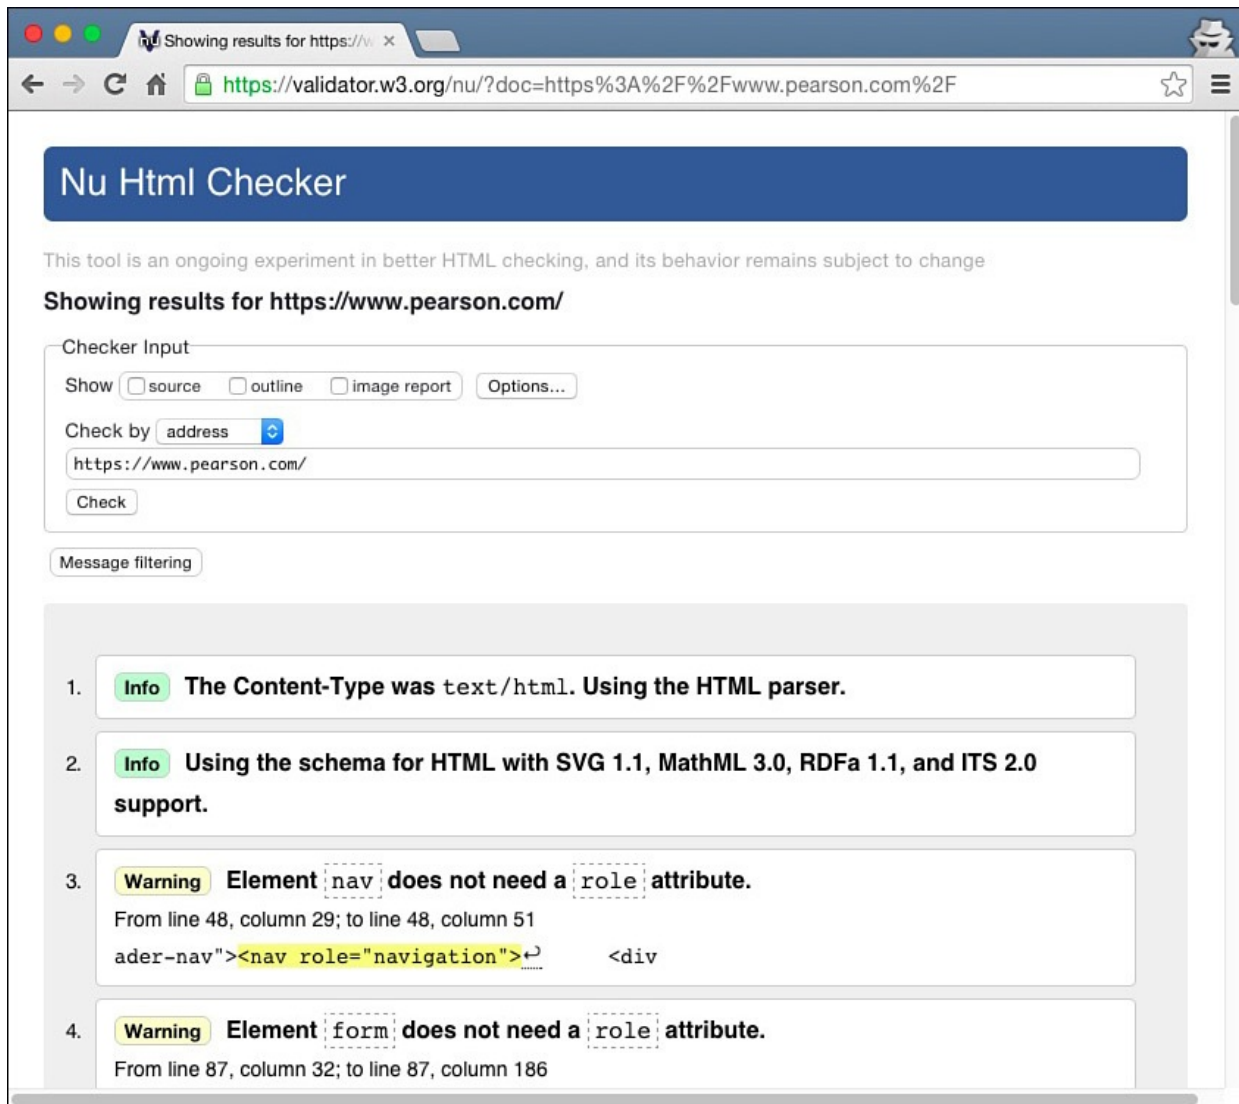 Showing results for https://w
https://validator.w3.org/nu/?doc=https%3A%2F%2Fwww.pearson.com%2F
Nu Html Checker
This tool is an ongoing experiment in better HTML checking, and its behavior remains subject to change
Showing results for https://www.pearson.com/
Checker Input
Show source outline image report Options...
Check by address
https://www.pearson.com/
Check
Message filtering
1. Info The Content-Type was text/html. Using the HTML parser.
2. Info Using the schema for HTML with SVG 1.1, MathML 3.0, RDFa 1.1, and ITS 2.0
support.
3. Warning Element nav does not need a role attribute.
From line 48, column 29; to line 48, column 51
ader-nav"><nav role="navigation">↩ <div
4. Warning Element form does not need a role attribute.
From line 87, column 32; to line 87, column 186